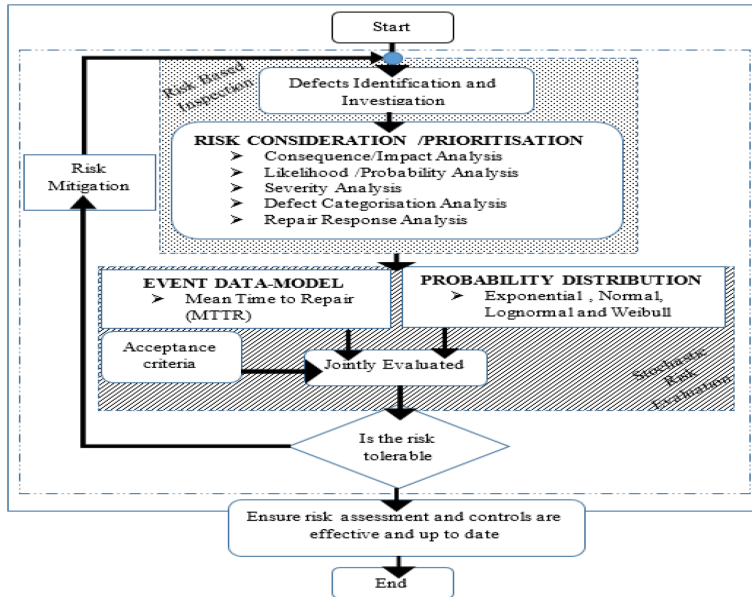 Start
Risk Based
Inspection
Defects Identification and
Investigation
RISK CONSIDERATION /PRIORITISATION
➢ Consequence/Impact Analysis
➢ Likelihood /Probability Analysis
➢ Severity Analysis
➢ Defect Categorisation Analysis
➢ Repair Response Analysis
Risk
Mitigation
EVENT DATA-MODEL
➢ Mean Time to Repair
(MTTR)
PROBABILITY DISTRIBUTION
➢ Exponential , Normal,
Lognormal and Weibull
Acceptance
criteria
Jointly Evaluated
Stochastic
Risk
Evaluation
Is the risk
tolerable
Ensure risk assessment and controls are
effective and up to date
End